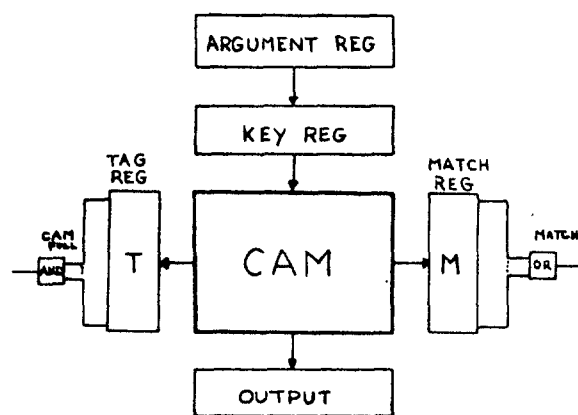 ARGUMENT REG
KEY REG
TAG
REG
MATCH
REG
CAM
FULL
AND
T
CAM
M
OR
MATCH
OUTPUT